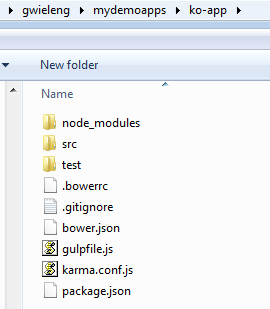 gwieleng mydemoapps ko-app
New folder
Name
node_modules
src
test
.bowerrc
.gitignore
bower.json
gulpfile.js
karma.conf.js
package.json